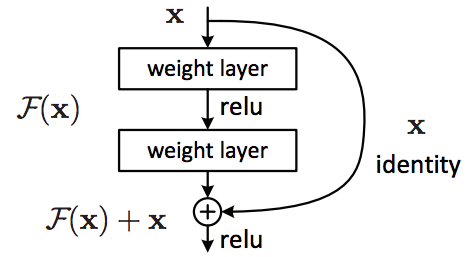 x
weight layer
relu
F(x)
x
identity
weight layer
F(x) + x
relu